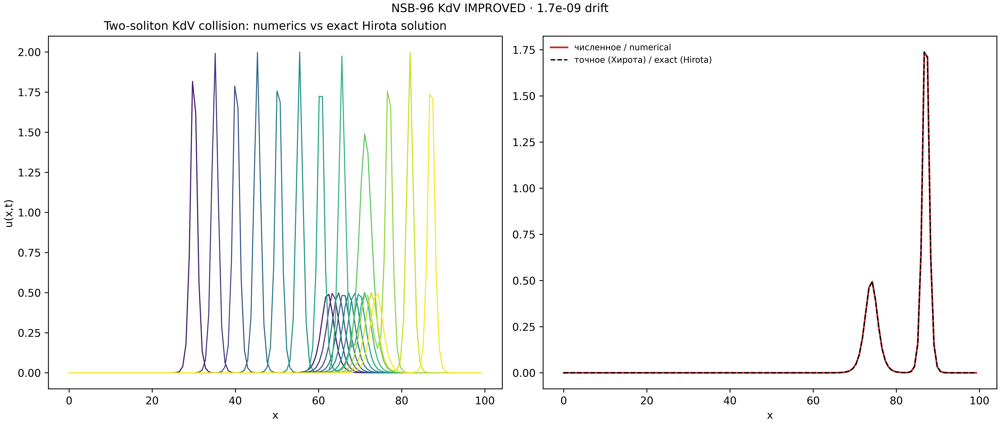 NSB-96 KdV IMPROVED · 1.7e-09 drift
Two-soliton KdV collision: numerics vs exact Hirota solution
u(x,t)
2.00
1.75
1.50
1.25
1.00
0.75
0.50
0.25
0.00
0 20 40 60 80 100
x
численное / numerical
точное (Хирота) / exact (Hirota)
1.75
1.50
1.25
1.00
0.75
0.50
0.25
0.00
0 20 40 60 80 100
x